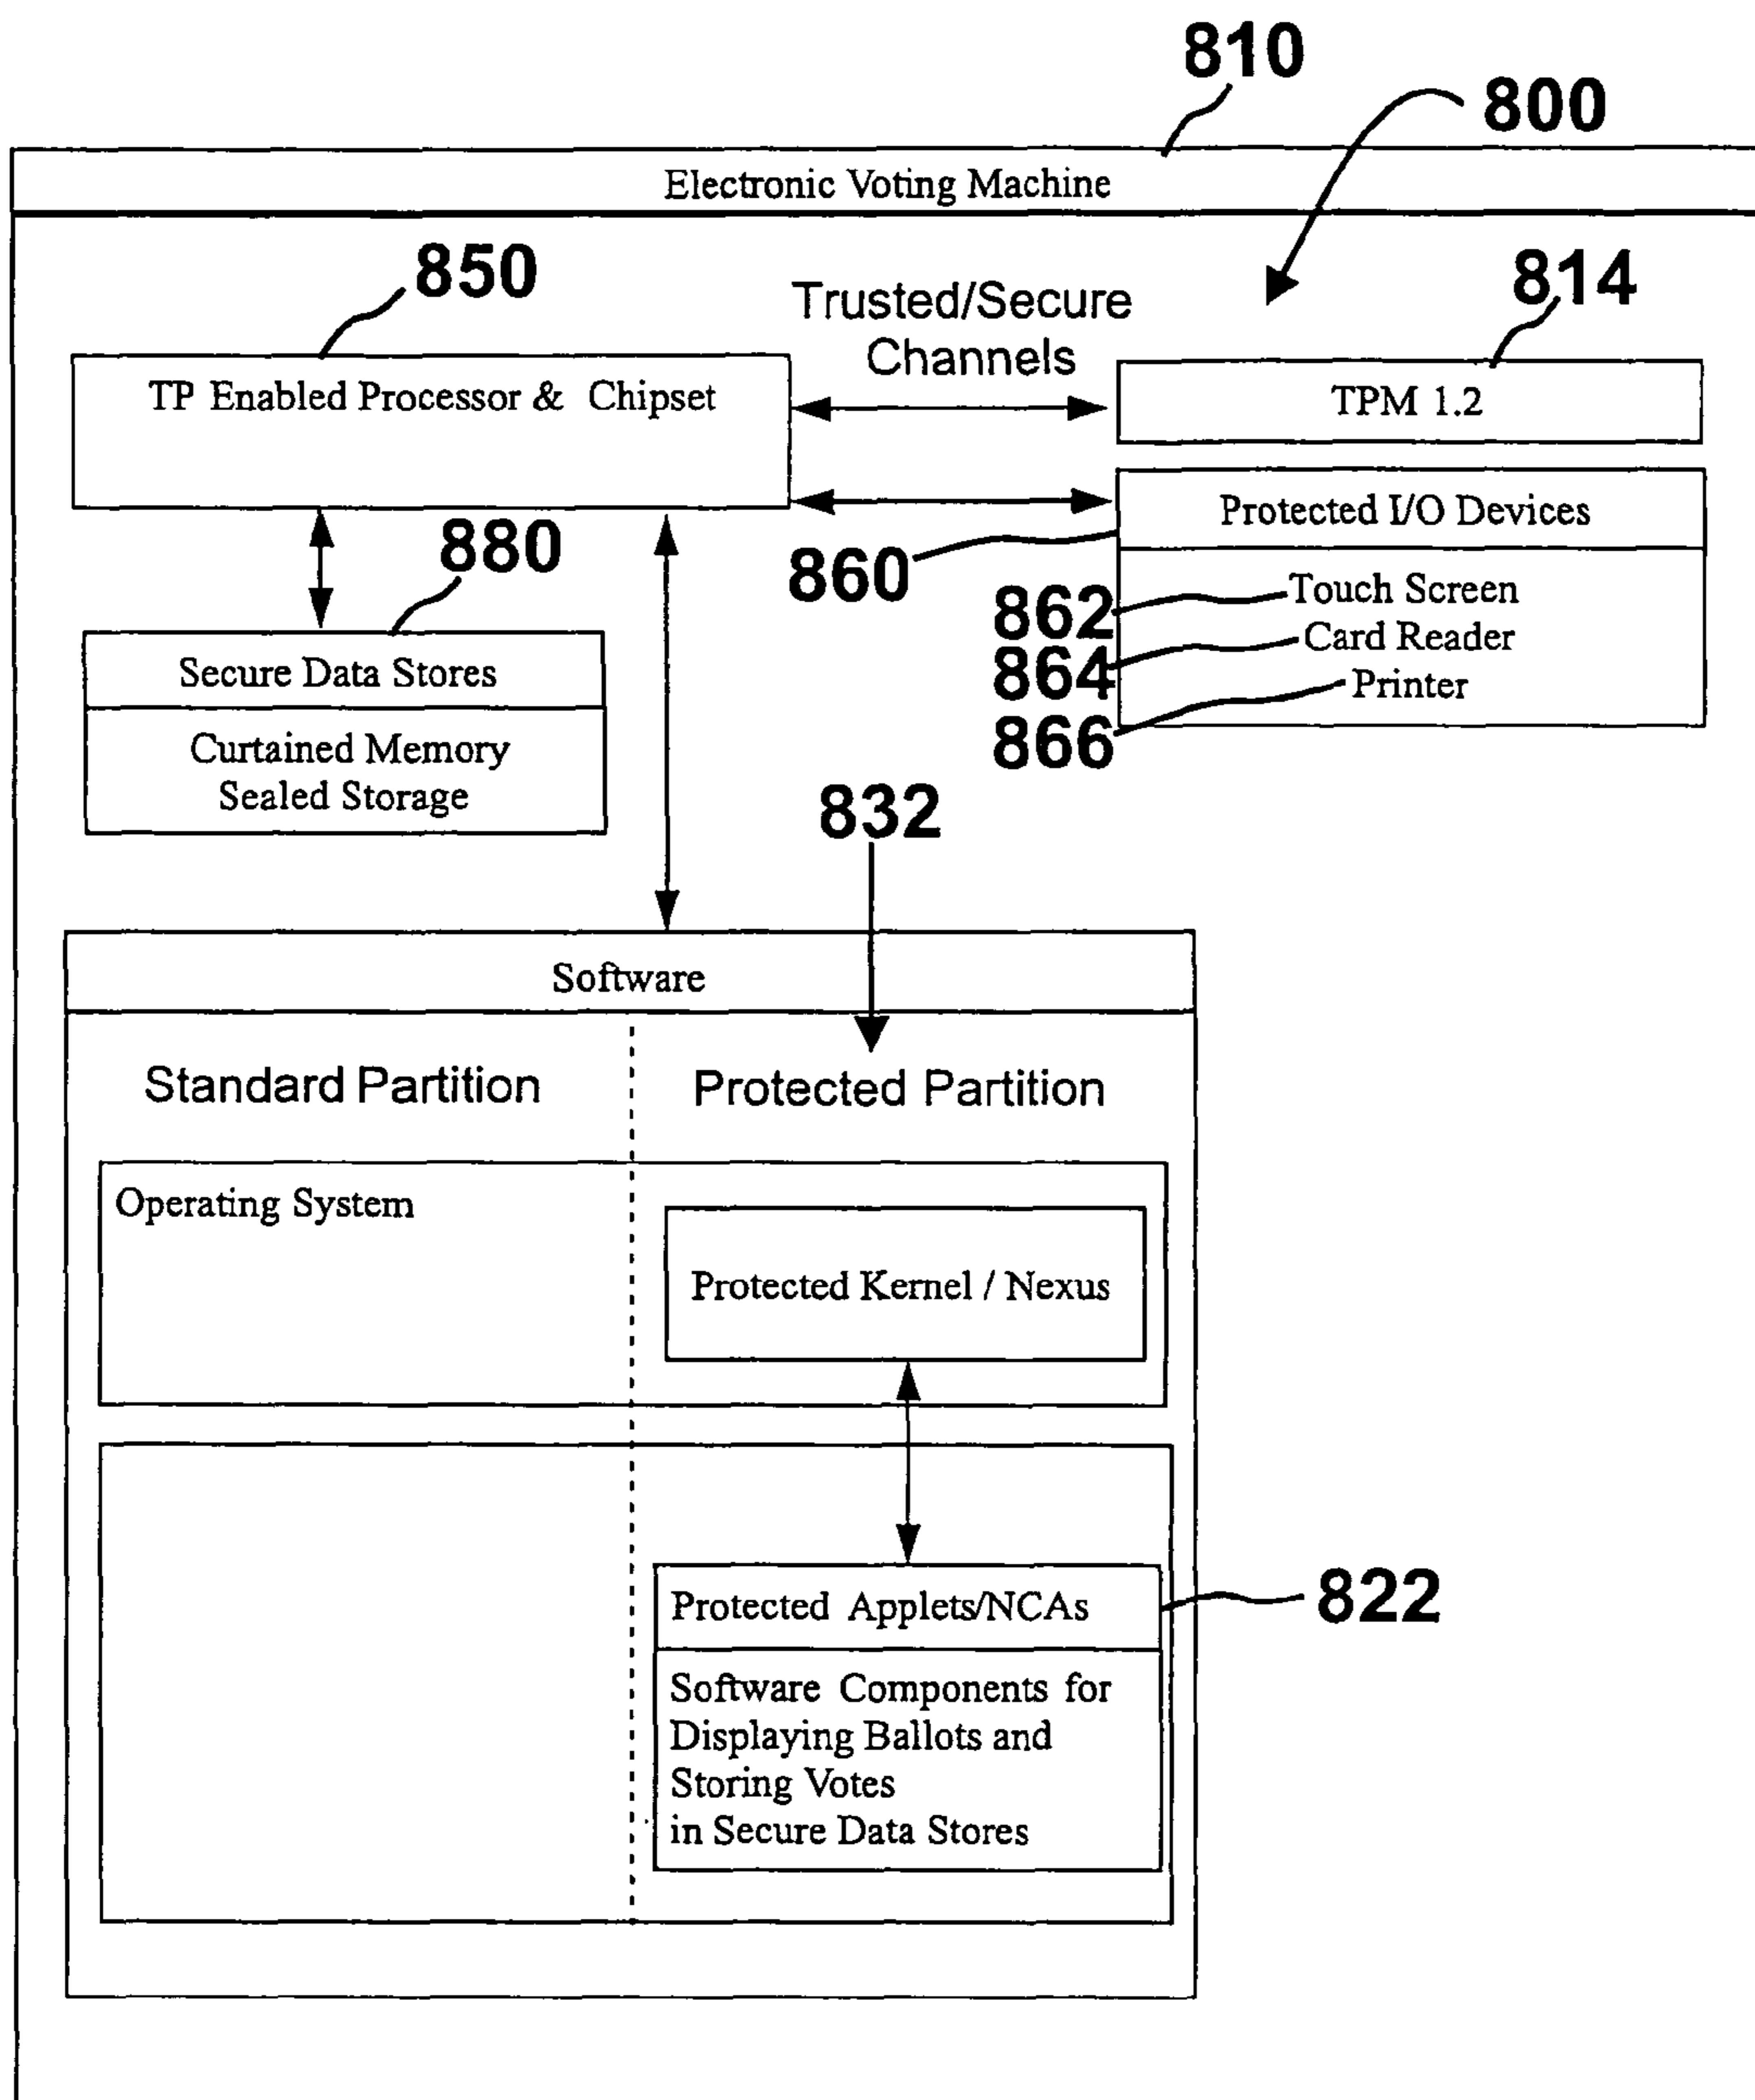 810
800
Electronic Voting Machine
850
Trusted/Secure
Channels
814
TP Enabled Processor & Chipset
TPM 1.2
880
Protected I/O Devices
860
862
Touch Screen
864
Card Reader
866
Printer
Secure Data Stores
Curtained Memory
Sealed Storage
832
Software
Standard Partition
Protected Partition
Operating System
Protected Kernel / Nexus
Protected Applets/NCAs
822
Software Components for
Displaying Ballots and
Storing Votes
in Secure Data Stores